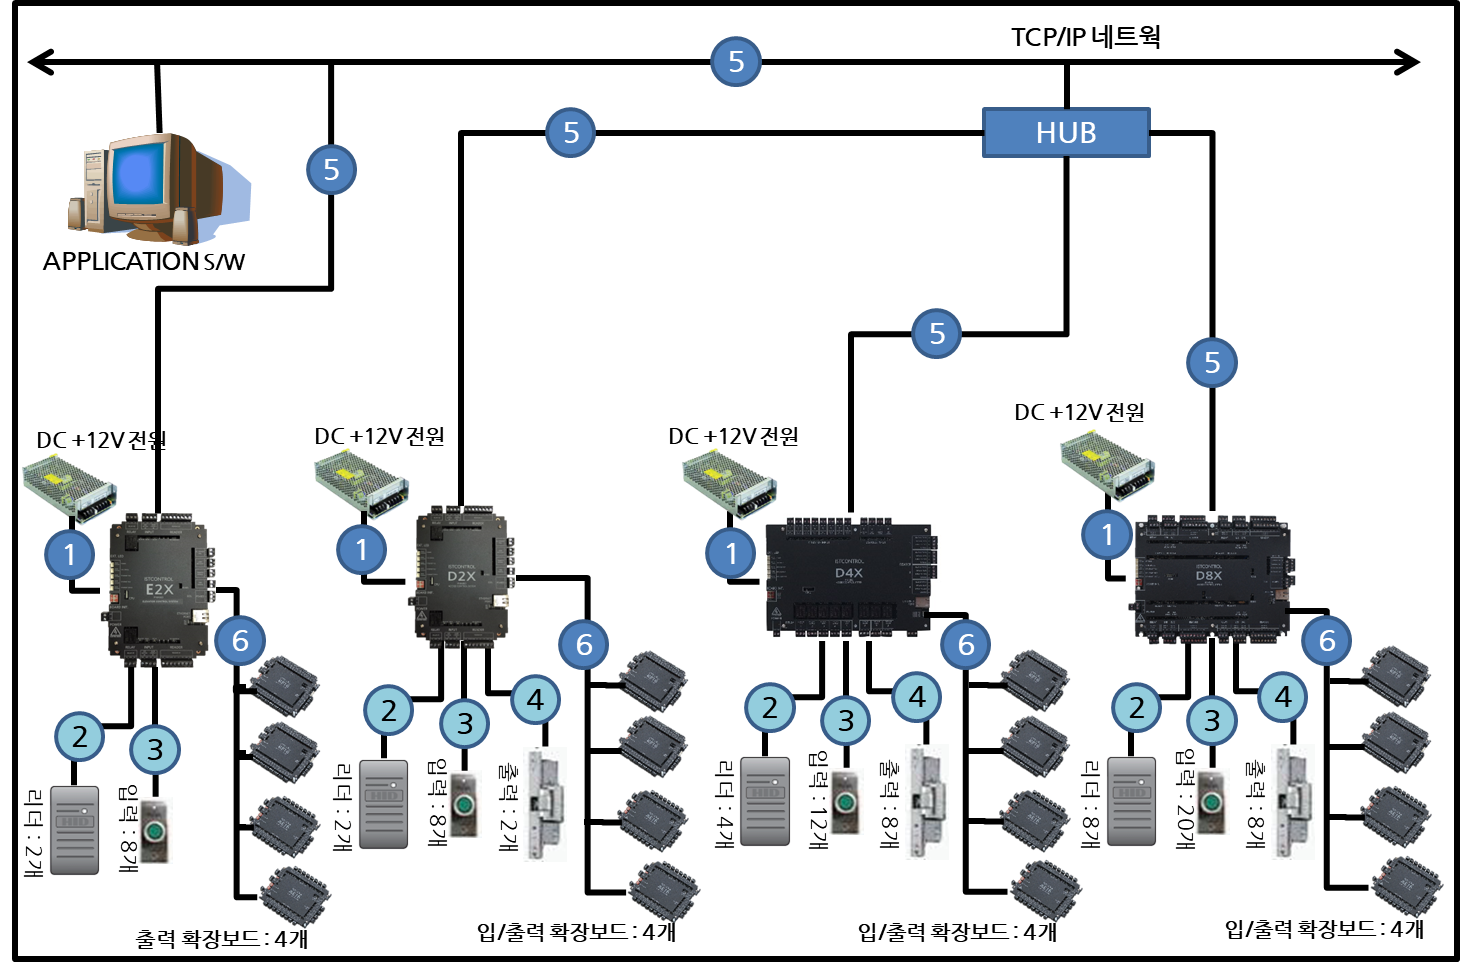 TCP/IP 네트웍
5
HUB
5
5
APPLICATION S/W
5
5
DC +12V 전원
DC +12V 전원
DC +12V 전원
DC +12V 전원
1
1
1
1
ISTCONTROL
E2X
ISTCONTROL
D2X
ISTCONTROL
D4X
ISTCONTROL
D8X
6
6
6
6
2
3
2
3
4
2
3
4
2
3
4
리더 : 2개
입력 : 8개
리더 : 2개
입력 : 8개
출력 : 2개
리더 : 4개
입력 : 12개
출력 : 8개
리더 : 8개
입력 : 20개
출력 : 8개
출력 확장보드 : 4개
입/출력 확장보드 : 4개
입/출력 확장보드 : 4개
입/출력 확장보드 : 4개